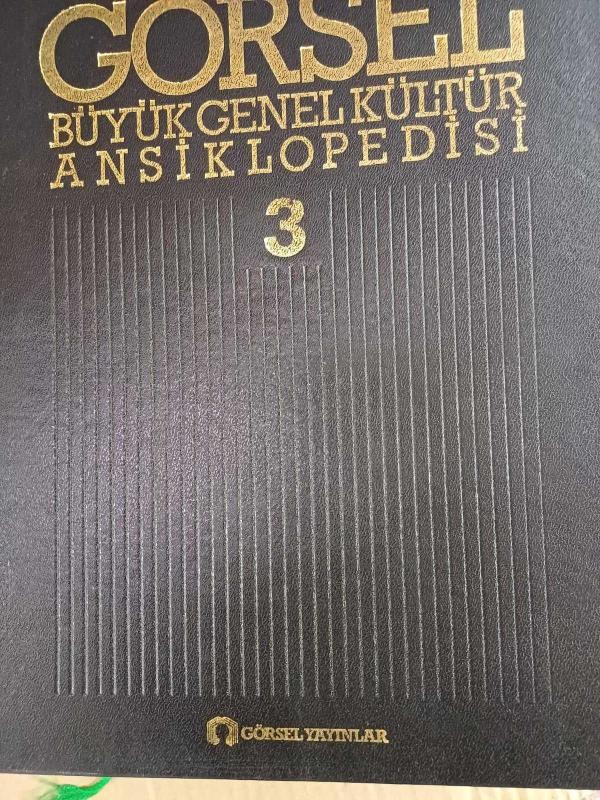 GÖRSEL
BÜYÜK GENEL KÜLTÜR
ANSİKLOPEDİSİ
3
GÖRSEL YAYINLAR